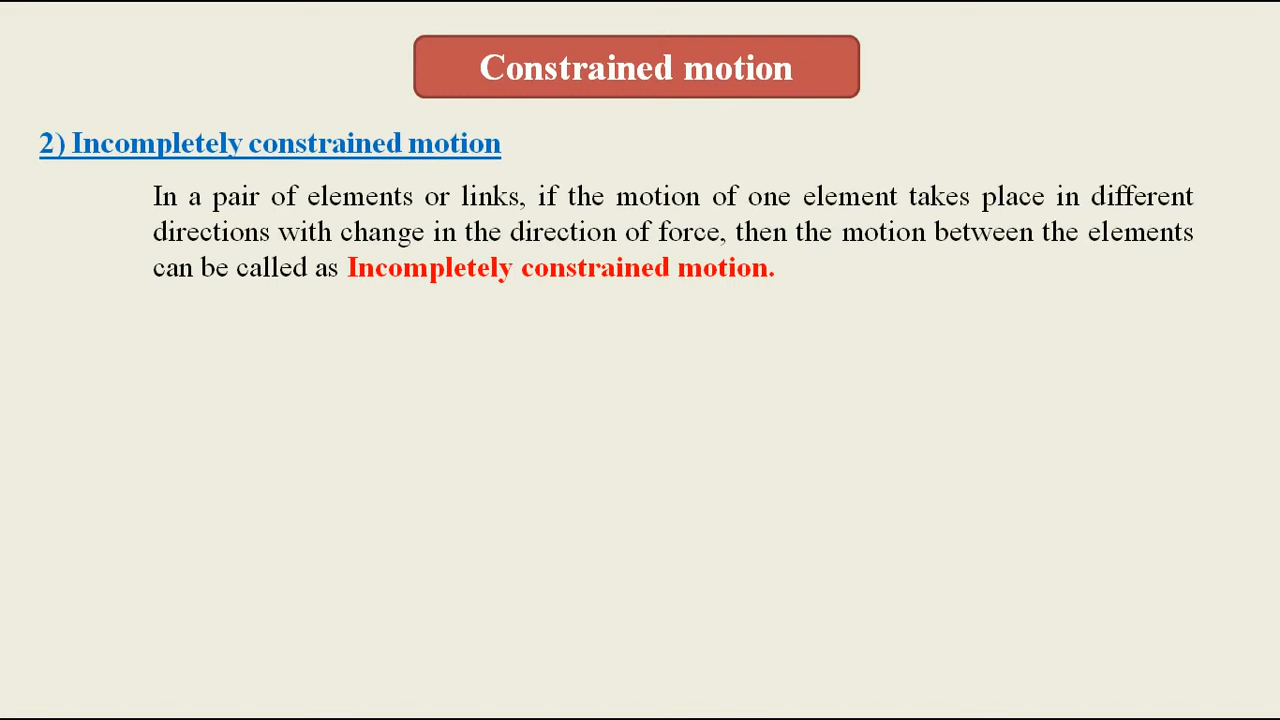 Constrained motion
2) Incompletely constrained motion
In a pair of elements or links, if the motion of one element takes place in different
directions with change in the direction of force, then the motion between the elements
can be called as Incompletely constrained motion.